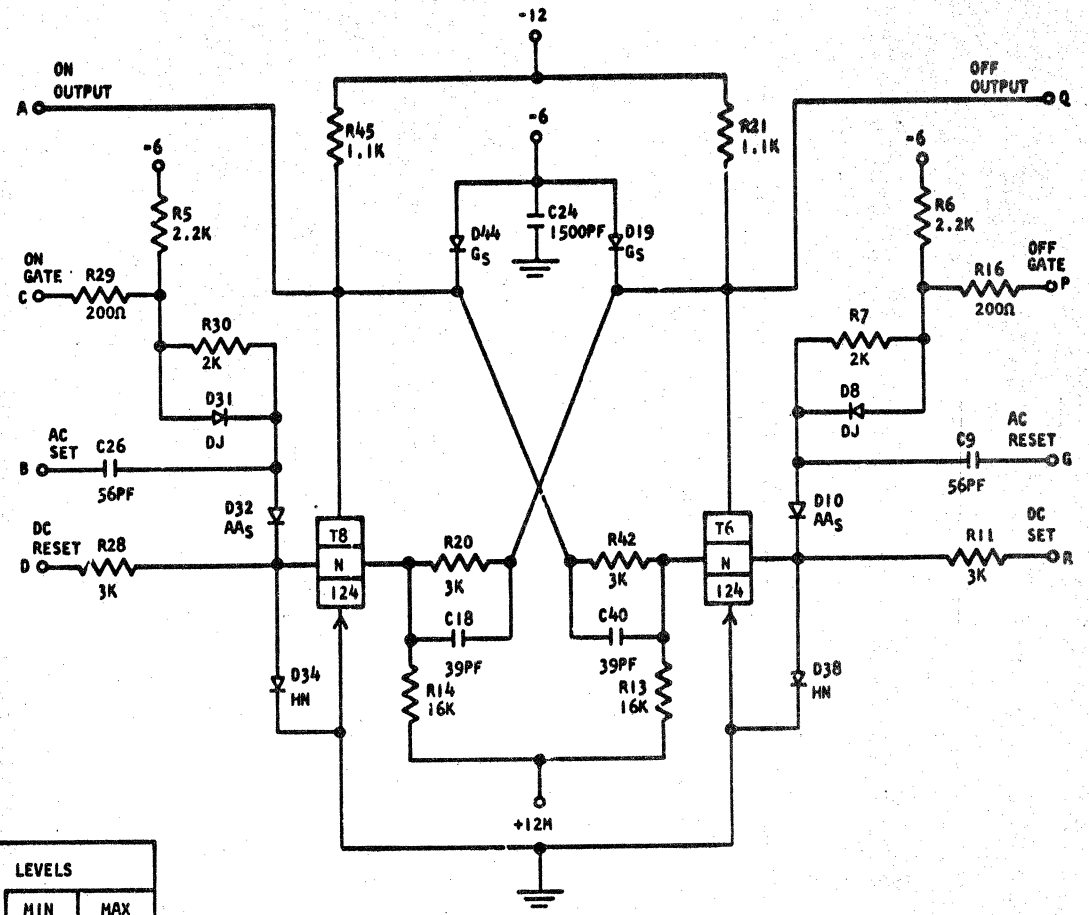 -12
ON
OUTPUT
A
OFF
OUTPUT
Q
-6
-6
-6
R45
1.1K
R21
1.1K
R5
2.2K
R6
2.2K
D44
GS
C24
1500PF
D19
GS
ON
GATE
C
R29
200Ω
OFF
GATE
P
R16
200Ω
R30
2K
R7
2K
D31
DJ
D8
DJ
AC
SET
B
C26
56PF
AC
RESET
G
C9
56PF
D32
AAS
D10
AAS
DC
RESET
D
R28
3K
T8
N
124
R20
3K
R42
3K
T6
N
124
R11
3K
DC
SET
R
C18
39PF
C40
39PF
D34
HN
R14
16K
R13
16K
D38
HN
+12M
LEVELS
MIN
MAX